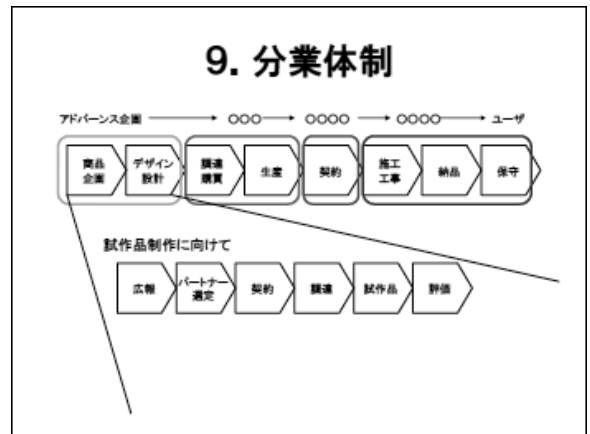 9. 分業体制
アドバーンス企画 ○○○ ○○○○ ○○○○ ユーザ
商品
企画
デザイン
設計
調達
購買
生産
契約
施工
工事
納品
保守
試作品制作に向けて
広報
パートナー
選定
契約
調達
試作品
評価